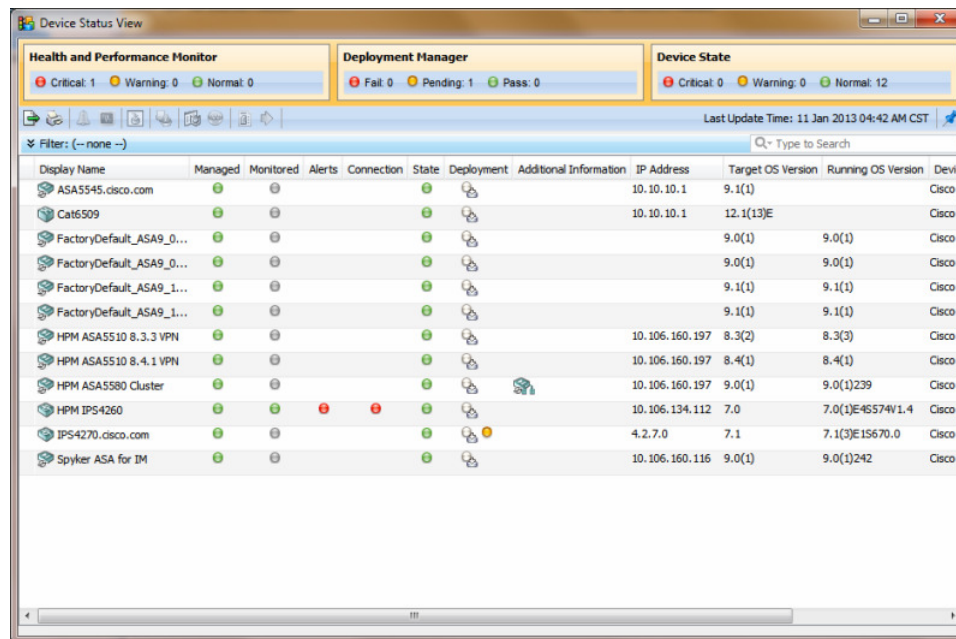 Device Status View
Health and Performance Monitor Deployment Manager Device State
Critical: 1 Warning: 0 Normal: 0 Fail: 0 Pending: 1 Pass: 0 Critical: 0 Warning: 0 Normal: 12
Last Update Time: 11 Jan 2013 04:42 AM CST
Filter: (-- none --) Type to Search
Display Name Managed Monitored Alerts Connection State Deployment Additional Information IP Address Target OS Version Running OS Version Devi
ASA5545.cisco.com 10.10.10.1 9.1(1) Cisco
Cat6509 10.10.10.1 12.1(13)E Cisco
FactoryDefault_ASA9_0... 9.0(1) 9.0(1) Cisco
FactoryDefault_ASA9_0... 9.0(1) 9.0(1) Cisco
FactoryDefault_ASA9_1... 9.1(1) 9.1(1) Cisco
FactoryDefault_ASA9_1... 9.1(1) 9.1(1) Cisco
HPM ASA5510 8.3.3 VPN 10.106.160.197 8.3(2) 8.3(3) Cisco
HPM ASA5510 8.4.1 VPN 10.106.160.197 8.4(1) 8.4(1) Cisco
HPM ASA5580 Cluster 10.106.160.197 9.0(1) 9.0(1)239 Cisco
HPM IPS4260 10.106.134.112 7.0 7.0(1)E4S574V1.4 Cisco
IPS4270.cisco.com 4.2.7.0 7.1 7.1(3)E1S670.0 Cisco
Spyker ASA for IM 10.106.160.116 9.0(1) 9.0(1)242 Cisco